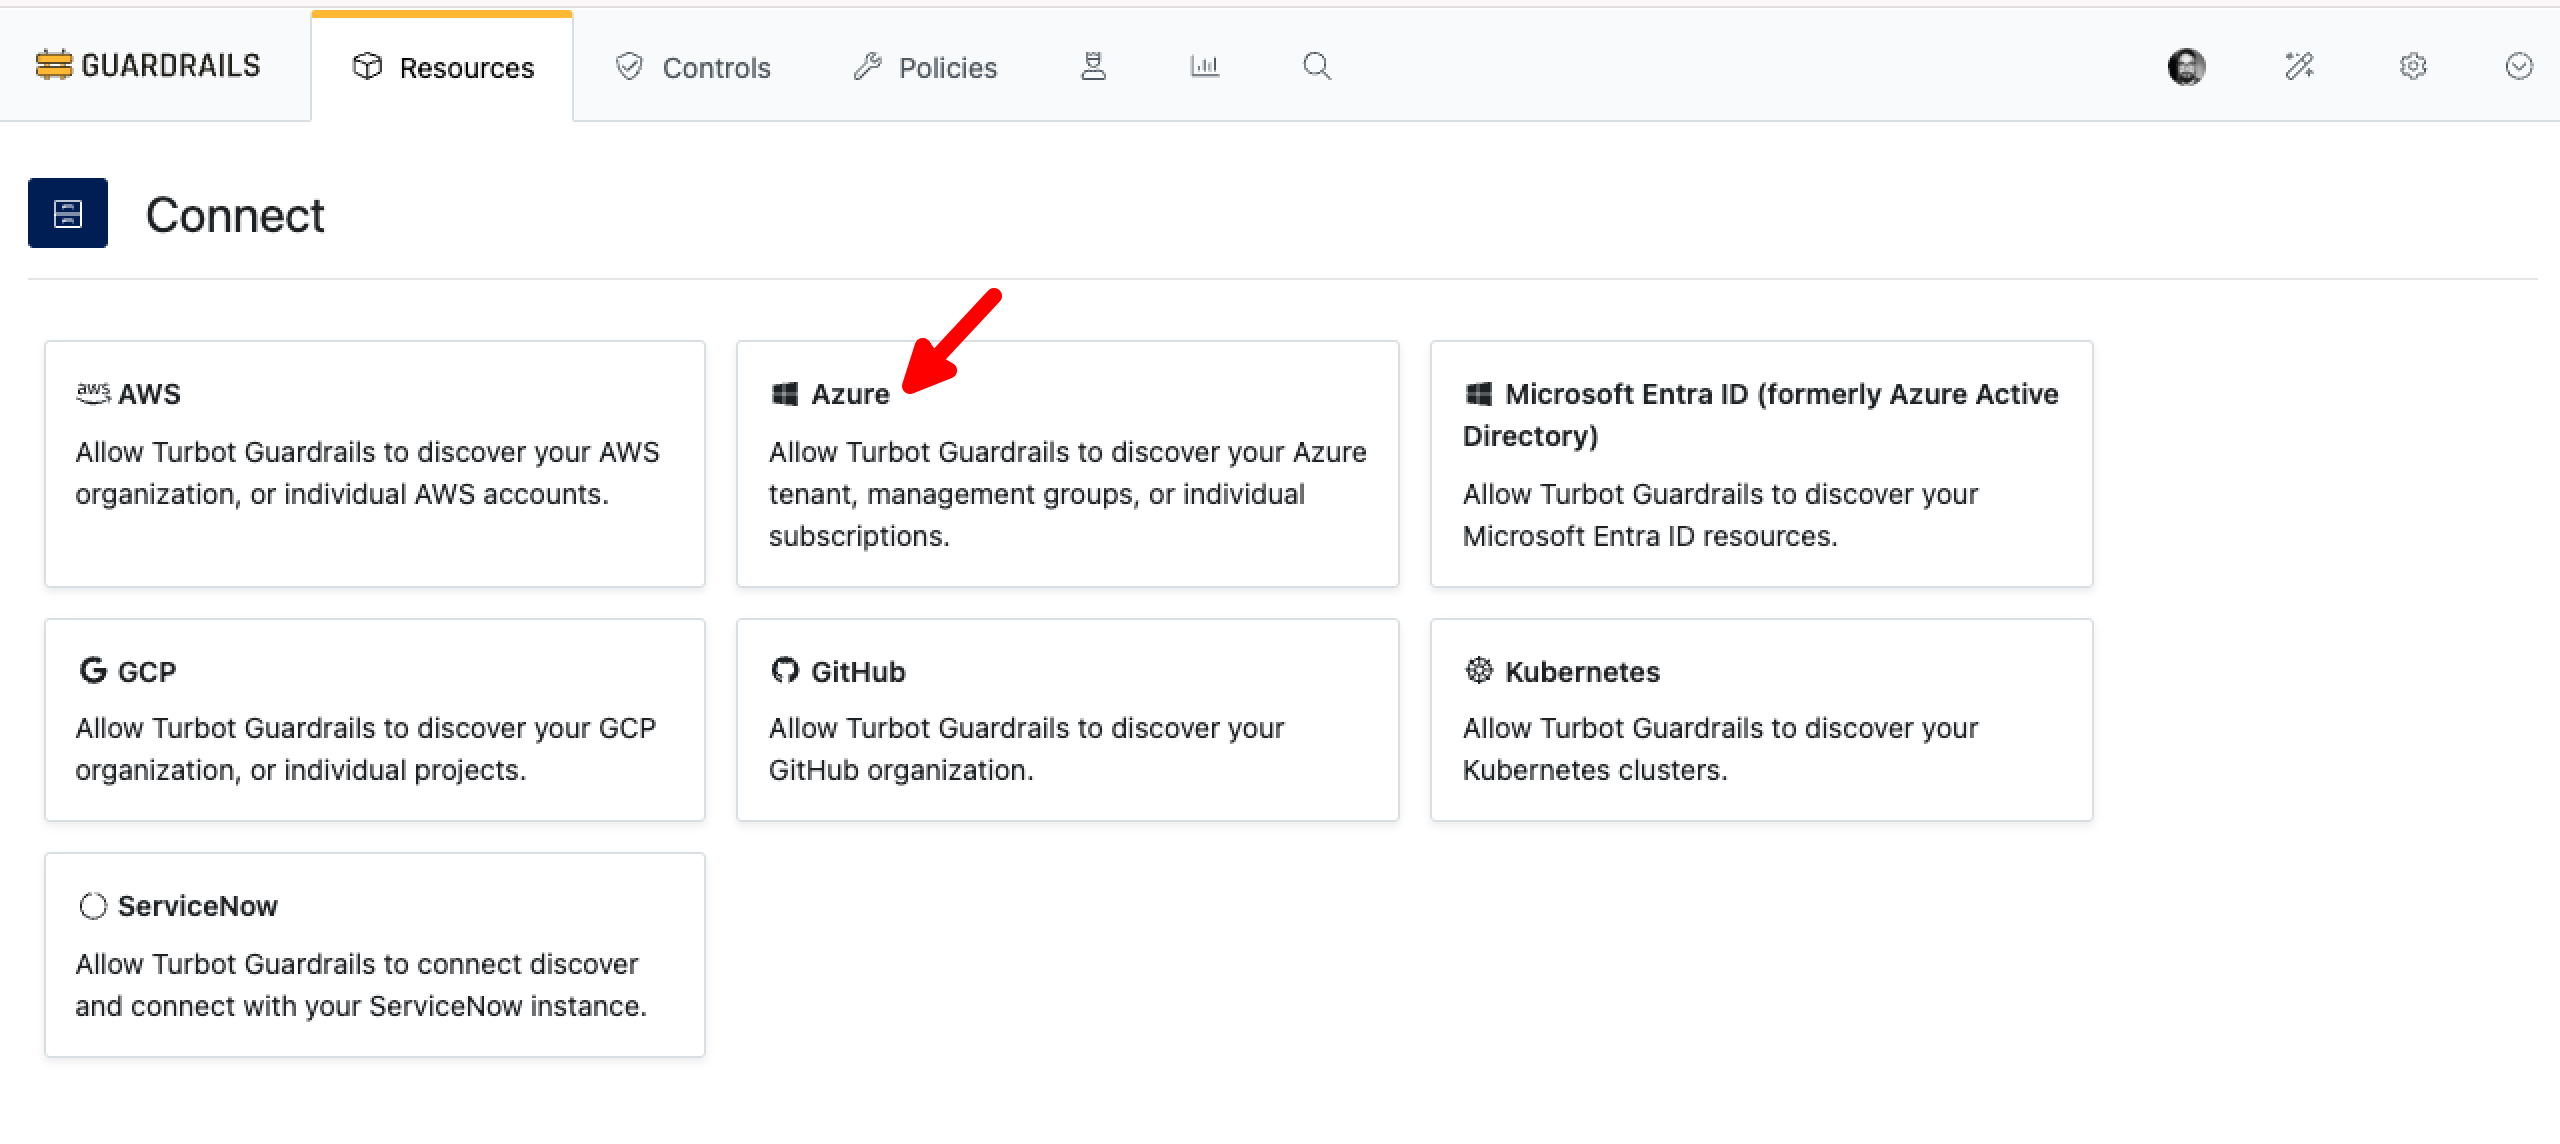 GUARDRAILS
Resources
Controls
Policies
Connect
aws AWS
Allow Turbot Guardrails to discover your AWS
organization, or individual AWS accounts.
Azure
Allow Turbot Guardrails to discover your Azure
tenant, management groups, or individual
subscriptions.
Microsoft Entra ID (formerly Azure Active
Directory)
Allow Turbot Guardrails to discover your
Microsoft Entra ID resources.
GCP
Allow Turbot Guardrails to discover your GCP
organization, or individual projects.
GitHub
Allow Turbot Guardrails to discover your
GitHub organization.
Kubernetes
Allow Turbot Guardrails to discover your
Kubernetes clusters.
ServiceNow
Allow Turbot Guardrails to connect discover
and connect with your ServiceNow instance.